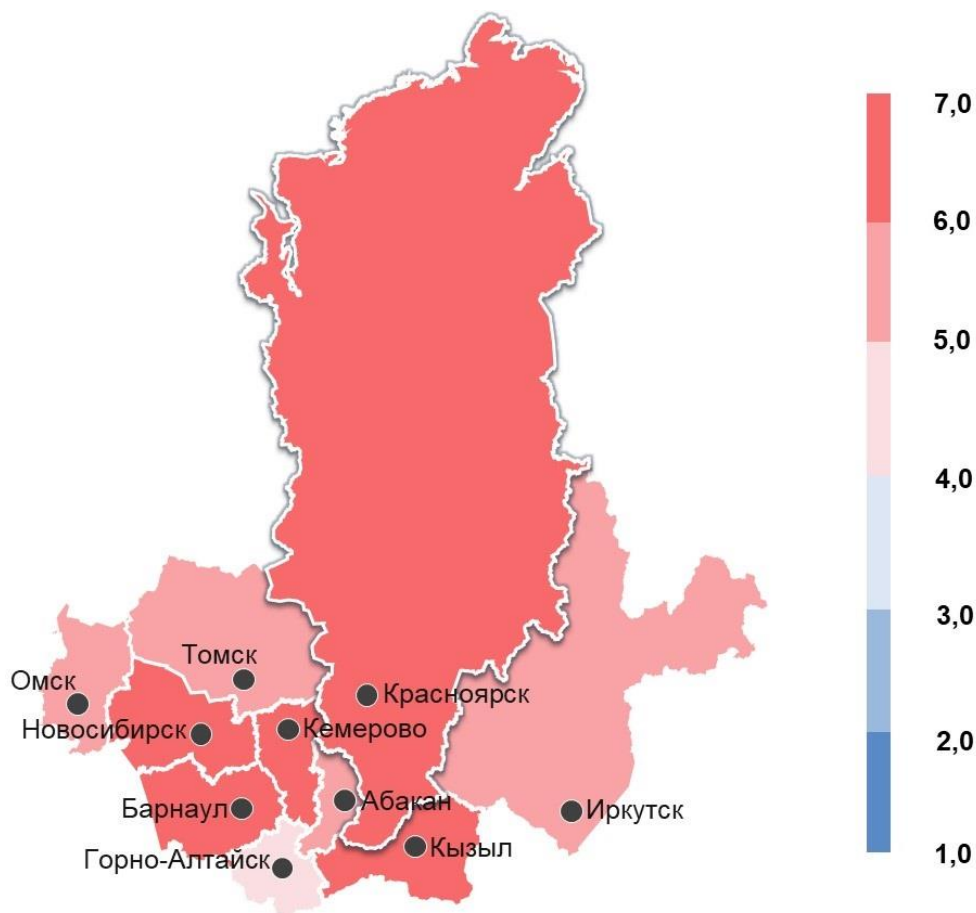 7,0
6,0
5,0
4,0
3,0
2,0
1,0
Томск
Омск
Красноярск
Новосибирск
Кемерово
Барнаул
Абакан
Иркутск
Горно-Алтайск
Кызыл